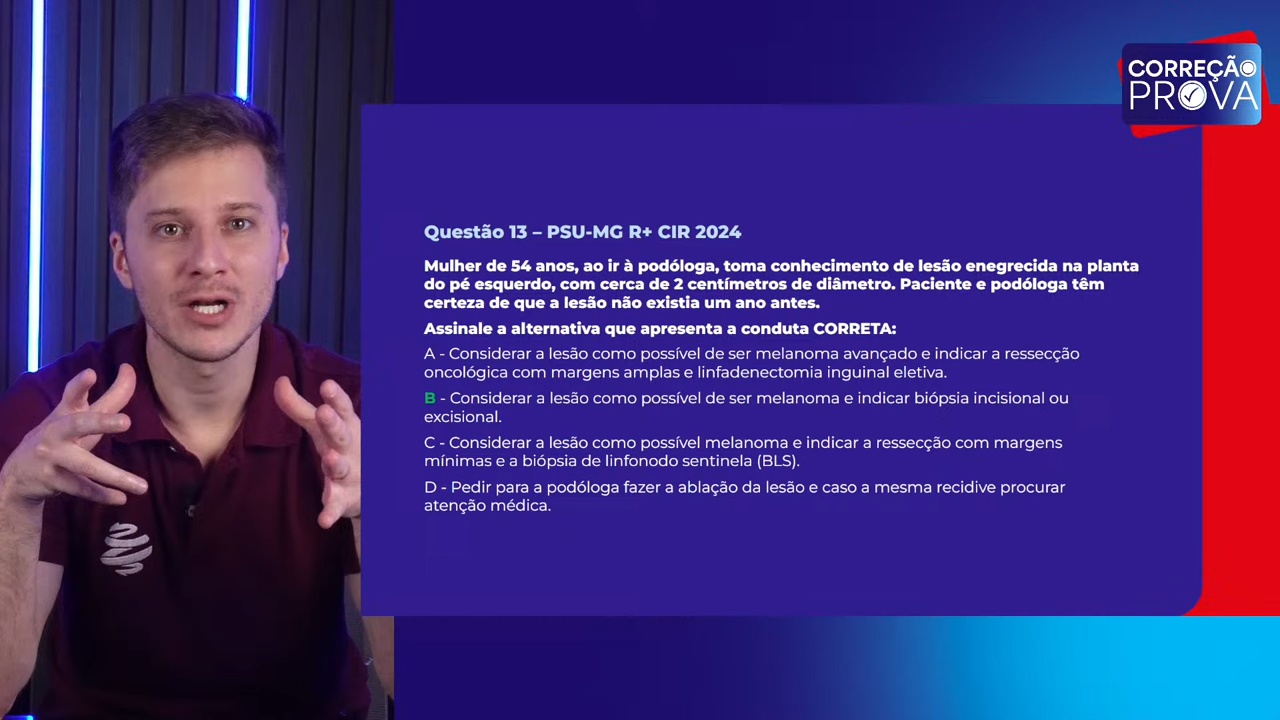 CORREÇÃO
PROVA
Questão 13 – PSU-MG R+ CIR 2024
Mulher de 54 anos, ao ir à podóloga, toma conhecimento de lesão enegrecida na planta
do pé esquerdo, com cerca de 2 centímetros de diâmetro. Paciente e podóloga têm
certeza de que a lesão não existia um ano antes.
Assinale a alternativa que apresenta a conduta CORRETA:
A - Considerar a lesão como possível de ser melanoma avançado e indicar a ressecção
oncológica com margens amplas e linfadenectomia inguinal eletiva.
B - Considerar a lesão como possível de ser melanoma e indicar biópsia incisional ou
excisional.
C - Considerar a lesão como possível melanoma e indicar a ressecção com margens
mínimas e a biópsia de linfonodo sentinela (BLS).
D - Pedir para a podóloga fazer a ablação da lesão e caso a mesma recidive procurar
atenção médica.